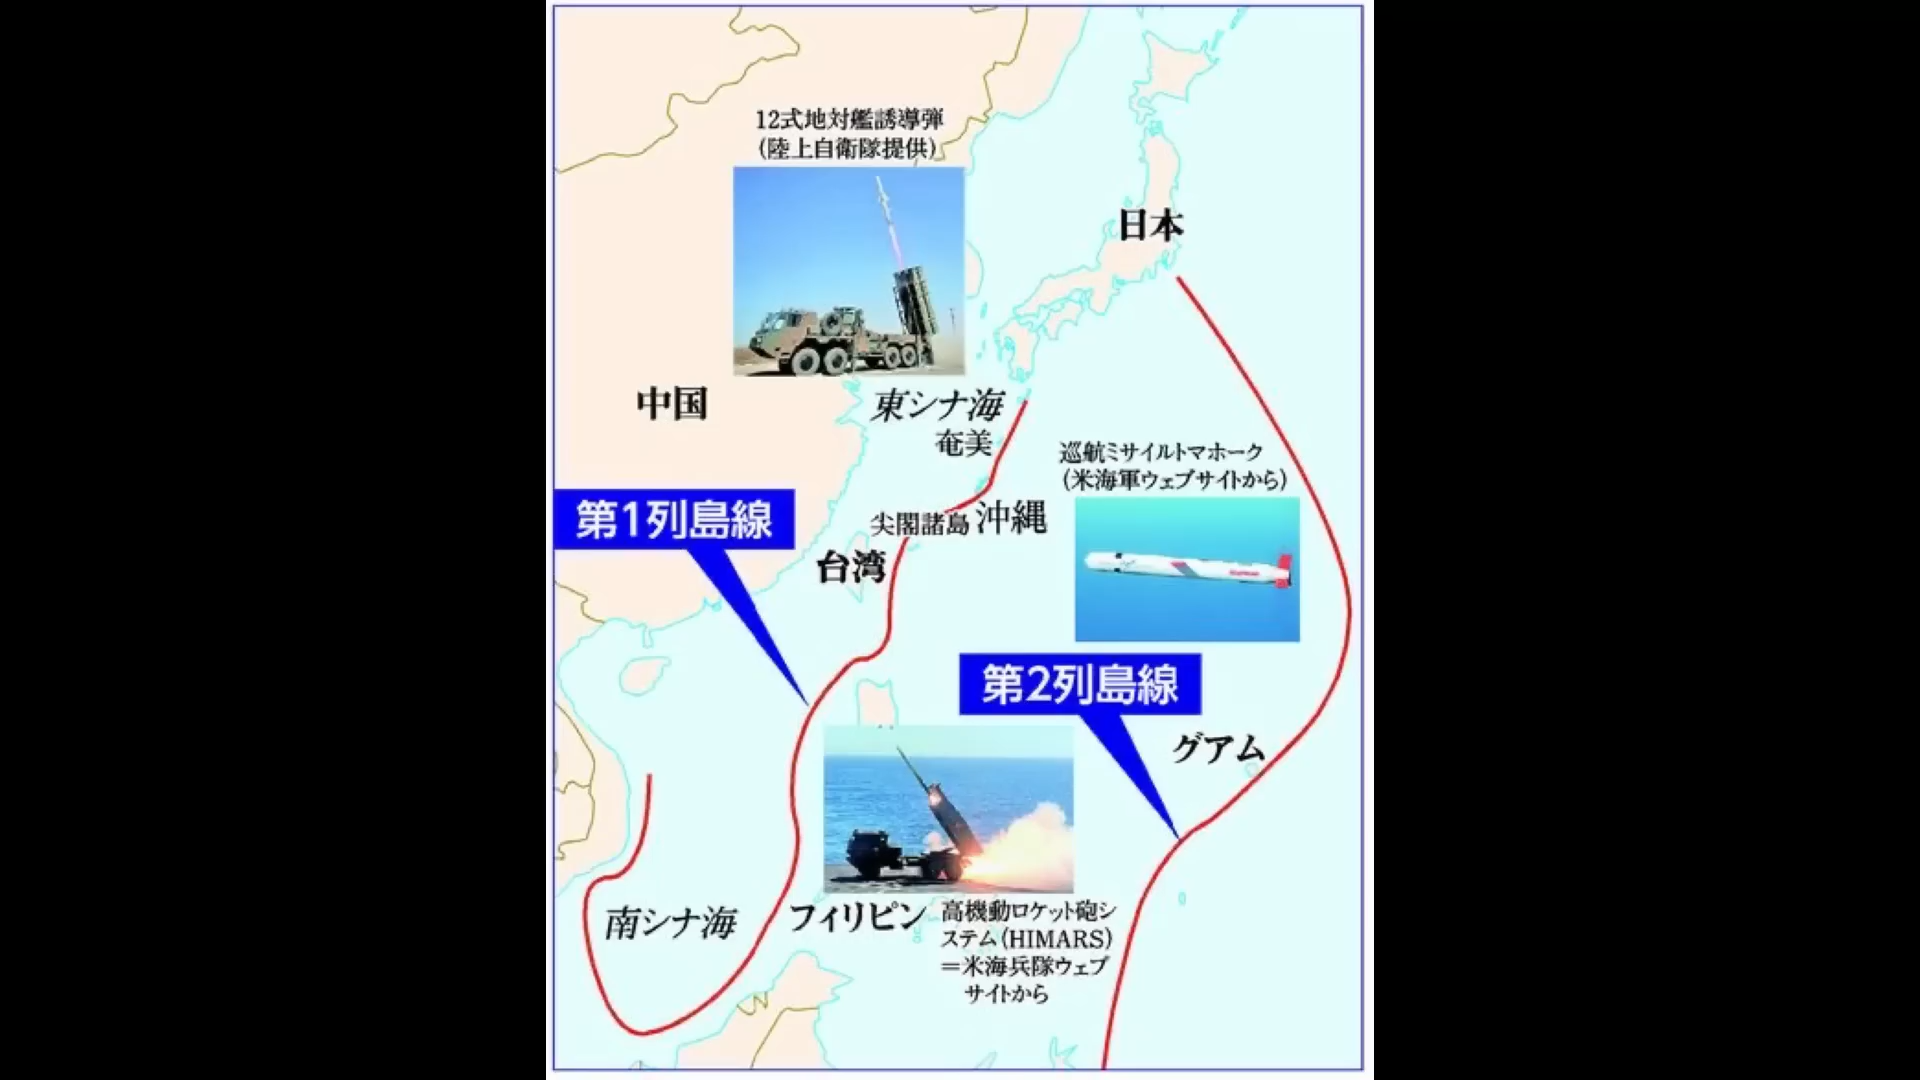 12式地対艦誘導弾
（陸上自衛隊提供）
日本
中国
東シナ海
奄美
巡航ミサイルトマホーク
（米海軍ウェブサイトから）
第1列島線
尖閣諸島
沖縄
台湾
第2列島線
グアム
南シナ海
フィリピン
高機動ロケット砲シ
ステム（HIMARS）
＝米海兵隊ウェブ
サイトから